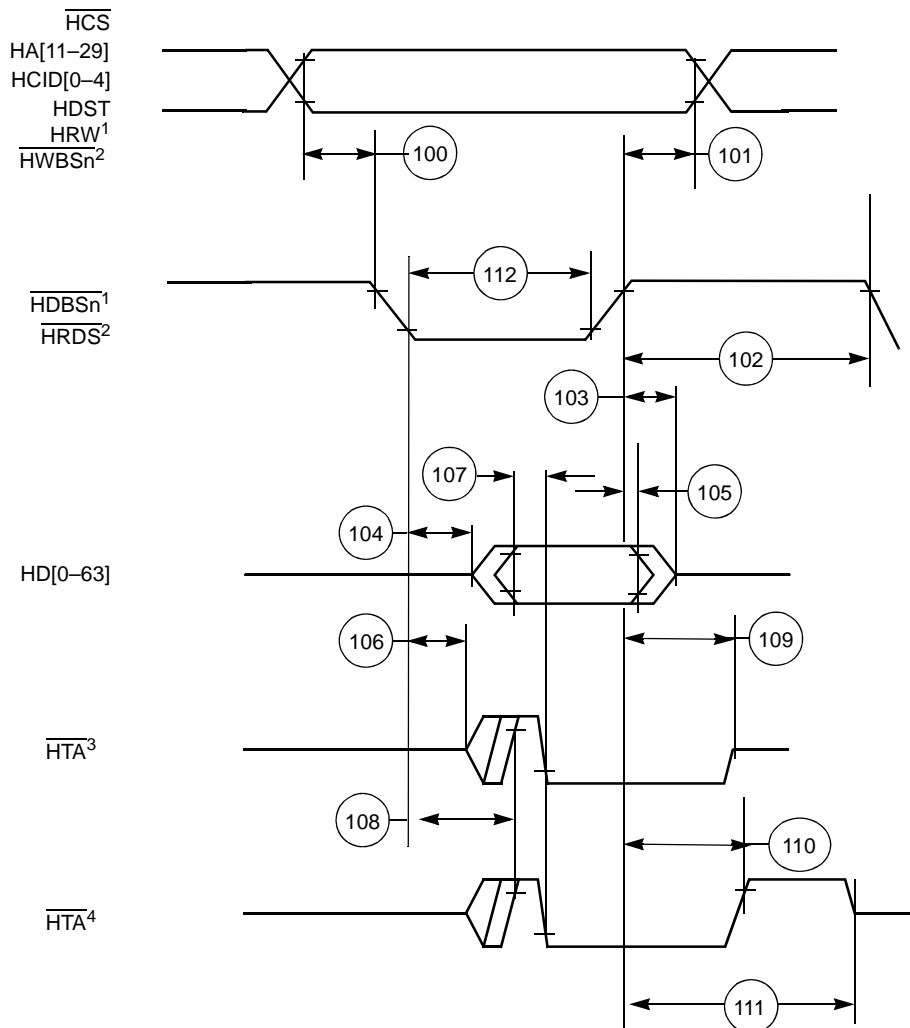 HCS
HA[11–29]
HCID[0–4]
HDST
HRW1
HWBSn2
100
101
112
HDBSn1
HRDS2
102
103
107
105
104
HD[0–63]
106
109
HTA3
108
110
HTA4
111